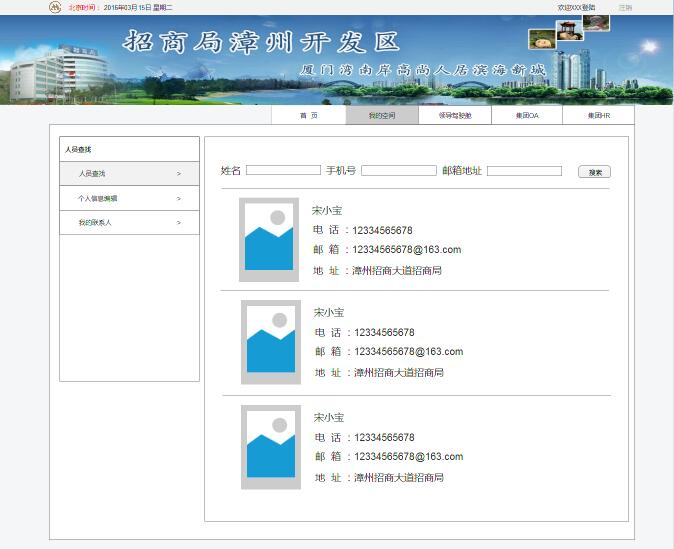 北京时间： 2016年03月15日 星期二
欢迎XXX登陆 注销
招商局漳州开发区
厦门湾南岸高尚人居滨海新城
首 页 我的空间 领导驾驶舱 集团OA 集团HR
人员查找
人员查找 >
个人信息编辑 >
我的联系人 >
姓名 手机号 邮箱地址 搜索
宋小宝
电 话 ：12334565678
邮 箱 ：12334565678@163.com
地 址 ：漳州招商大道招商局
宋小宝
电 话 ：12334565678
邮 箱 ：12334565678@163.com
地 址 ：漳州招商大道招商局
宋小宝
电 话 ：12334565678
邮 箱 ：12334565678@163.com
地 址 ：漳州招商大道招商局